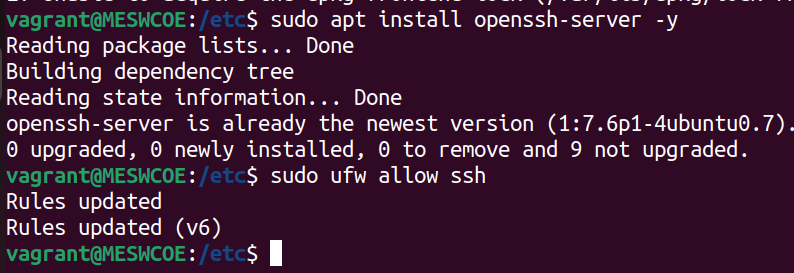 vagrant@MESWCOE:/etc$ sudo apt install openssh-server -y
Reading package lists... Done
Building dependency tree
Reading state information... Done
openssh-server is already the newest version (1:7.6p1-4ubuntu0.7).
0 upgraded, 0 newly installed, 0 to remove and 9 not upgraded.
vagrant@MESWCOE:/etc$ sudo ufw allow ssh
Rules updated
Rules updated (v6)
vagrant@MESWCOE:/etc$